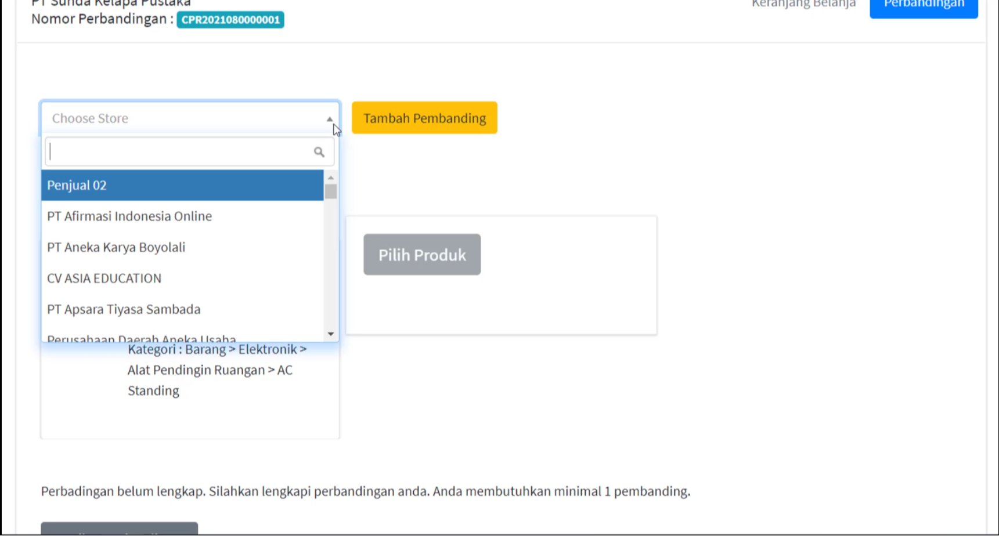 PT Sunda Kelapa Pustaka
Nomor Perbandingan : CPR2021080000001
Keranjang Belanja
Perbandingan
Choose Store
Tambah Pembanding
Penjual 02
PT Afirmasi Indonesia Online
PT Aneka Karya Boyolali
CV ASIA EDUCATION
PT Apsara Tiyasa Sambada
Perusahaan Daerah Aneka Usaha
Pilih Produk
Kategori : Barang > Elektronik >
Alat Pendingin Ruangan > AC
Standing
Perbadingan belum lengkap. Silahkan lengkapi perbandingan anda. Anda membutuhkan minimal 1 pembanding.